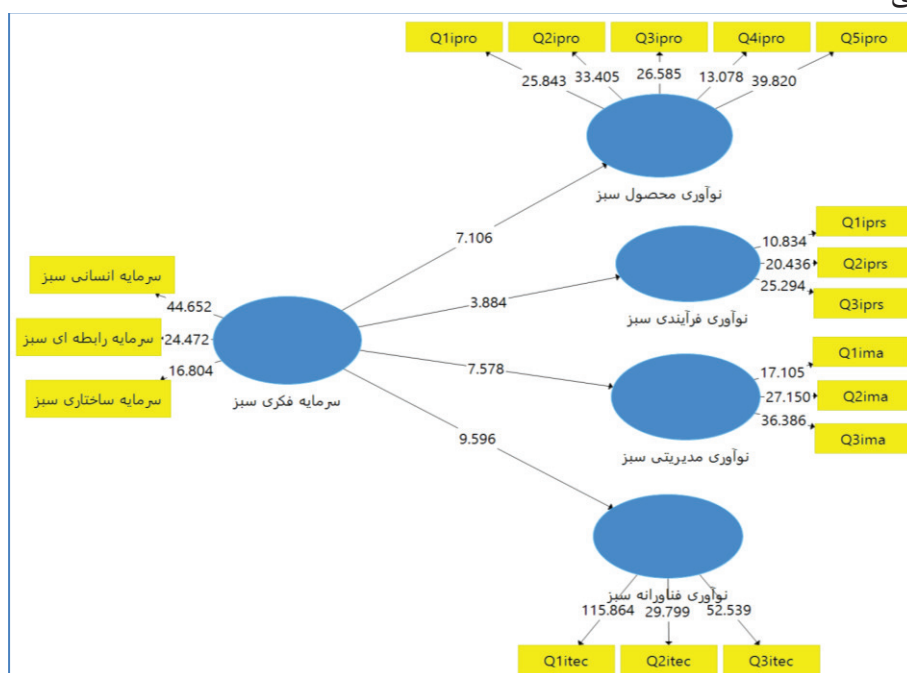 ی
Q1ipro Q2ipro Q3ipro Q4ipro Q5ipro
25.843 33.405 26.585 13.078 39.820
نوآوری محصول سبز
7.106
Q1iprs
10.834
Q2iprs
20.436
Q3iprs
25.294
نوآوری فرآیندی سبز
3.884
سرمایه انسانی سبز
44.652
سرمایه رابطه ای سبز
24.472
سرمایه ساختاری سبز
16.804
سرمایه فکری سبز
7.578
Q1ima
17.105
Q2ima
27.150
Q3ima
36.386
نوآوری مدیریتی سبز
9.596
نوآوری فناورانه سبز
115.864 29.799 52.539
Q1itec Q2itec Q3itec